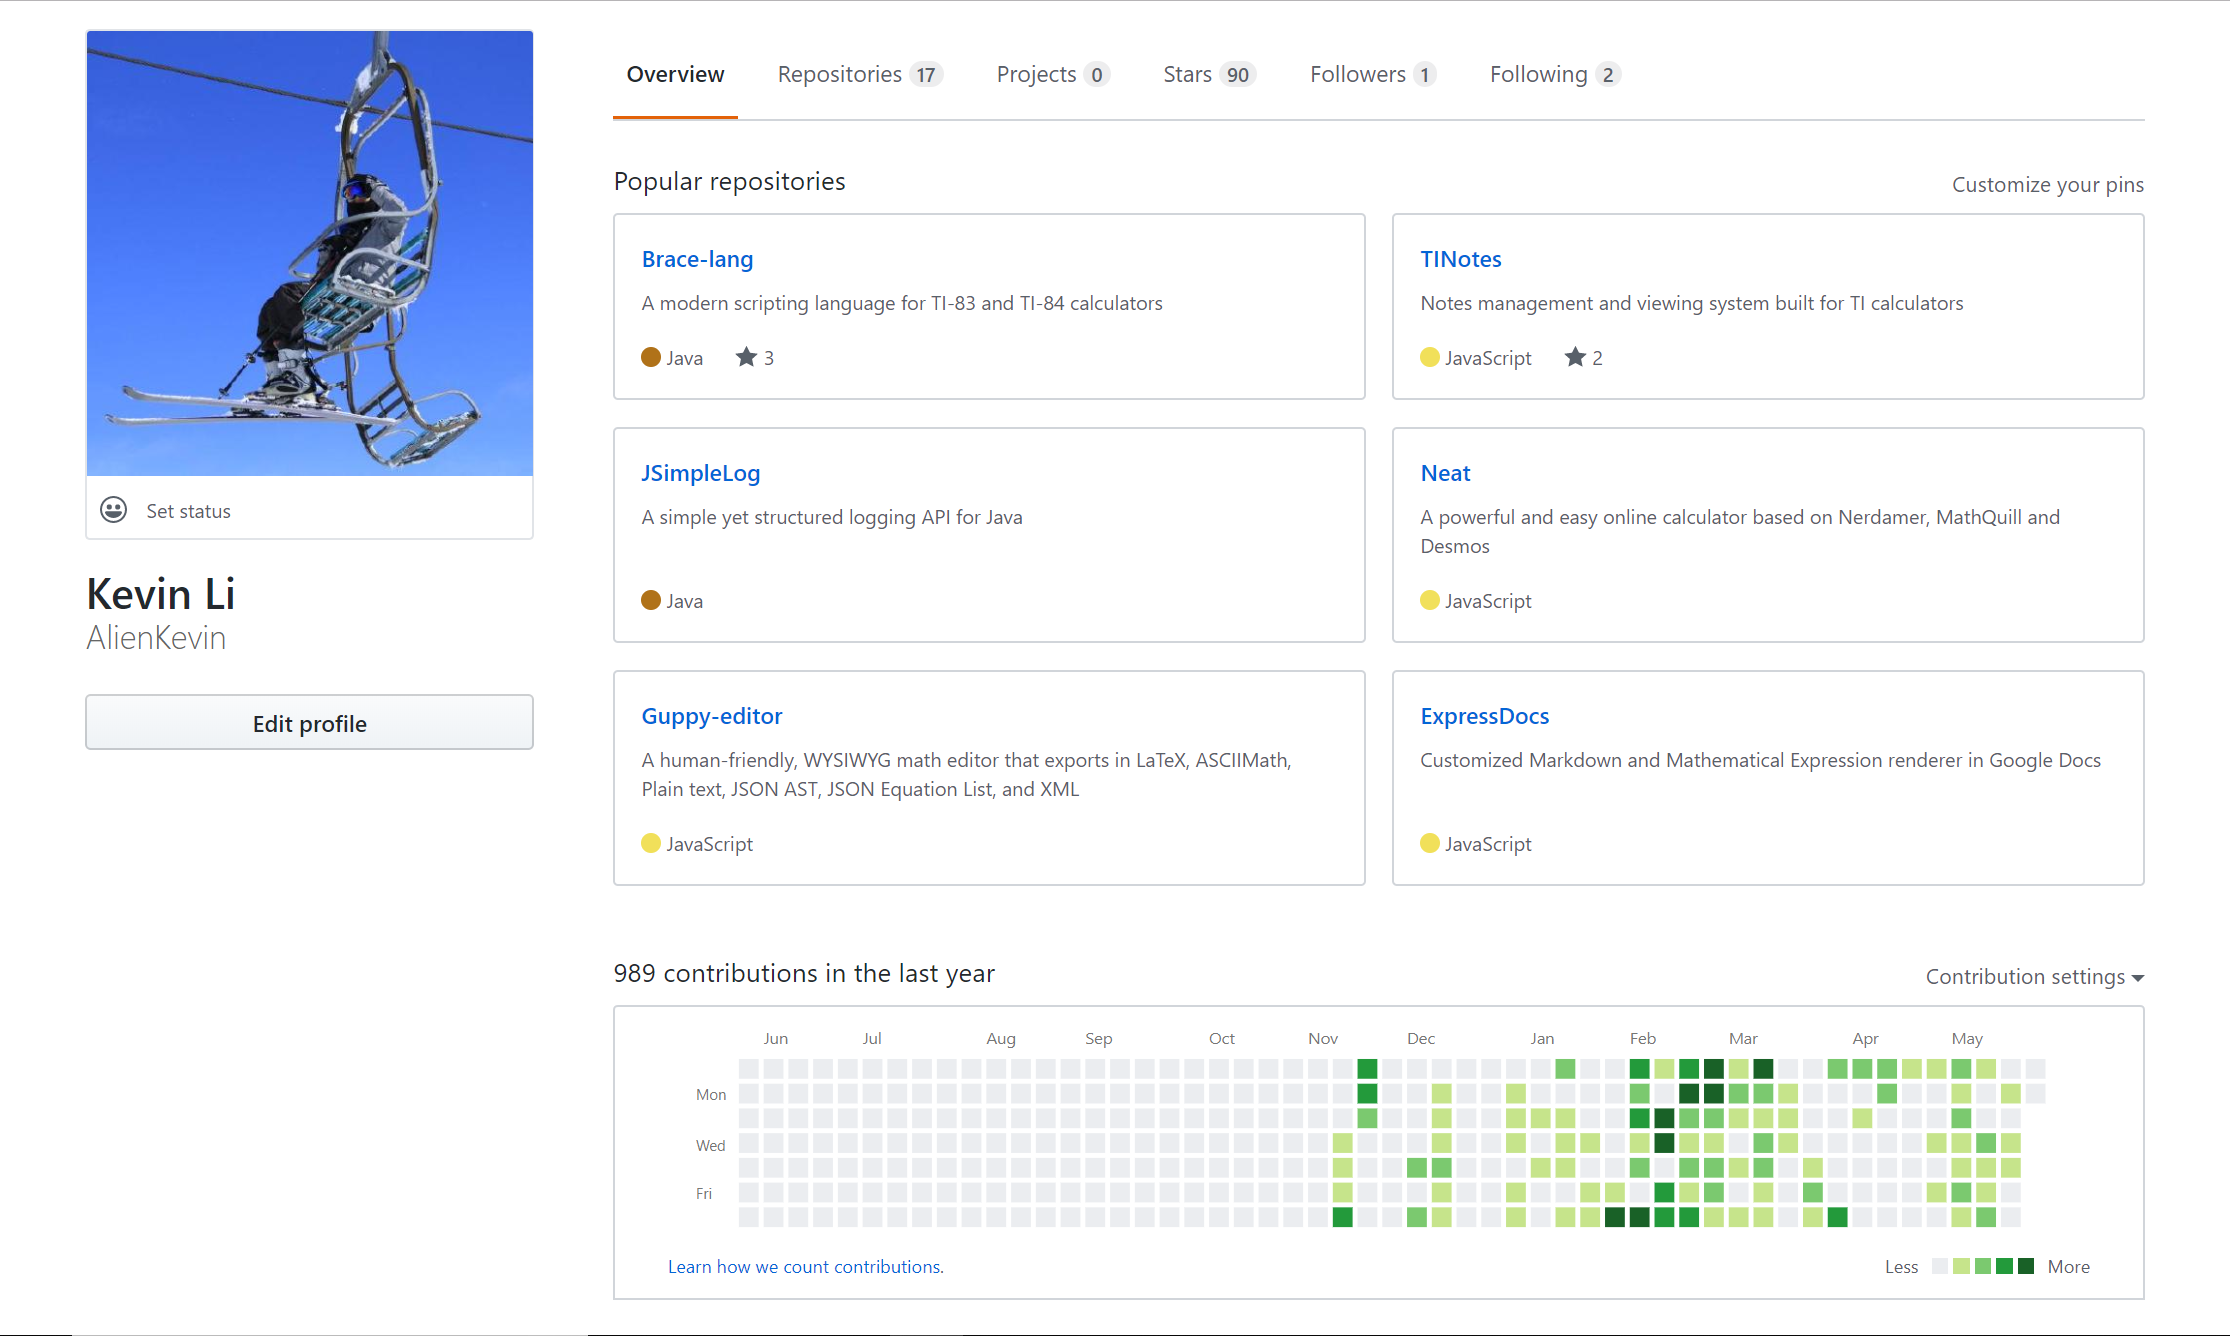 Overview Repositories 17 Projects 0 Stars 90 Followers 1 Following 2
Set status
Kevin Li
AlienKevin
Edit profile
Popular repositories
Customize your pins
Brace-lang
A modern scripting language for TI-83 and TI-84 calculators
Java 3
TINotes
Notes management and viewing system built for TI calculators
JavaScript 2
JSimpleLog
A simple yet structured logging API for Java
Java
Neat
A powerful and easy online calculator based on Nerdamer, MathQuill and
Desmos
JavaScript
Guppy-editor
A human-friendly, WYSIWYG math editor that exports in LaTeX, ASCIIMath,
Plain text, JSON AST, JSON Equation List, and XML
JavaScript
ExpressDocs
Customized Markdown and Mathematical Expression renderer in Google Docs
JavaScript
989 contributions in the last year
Contribution settings
Jun Jul Aug Sep Oct Nov Dec Jan Feb Mar Apr May
Mon
Wed
Fri
Learn how we count contributions.
Less More